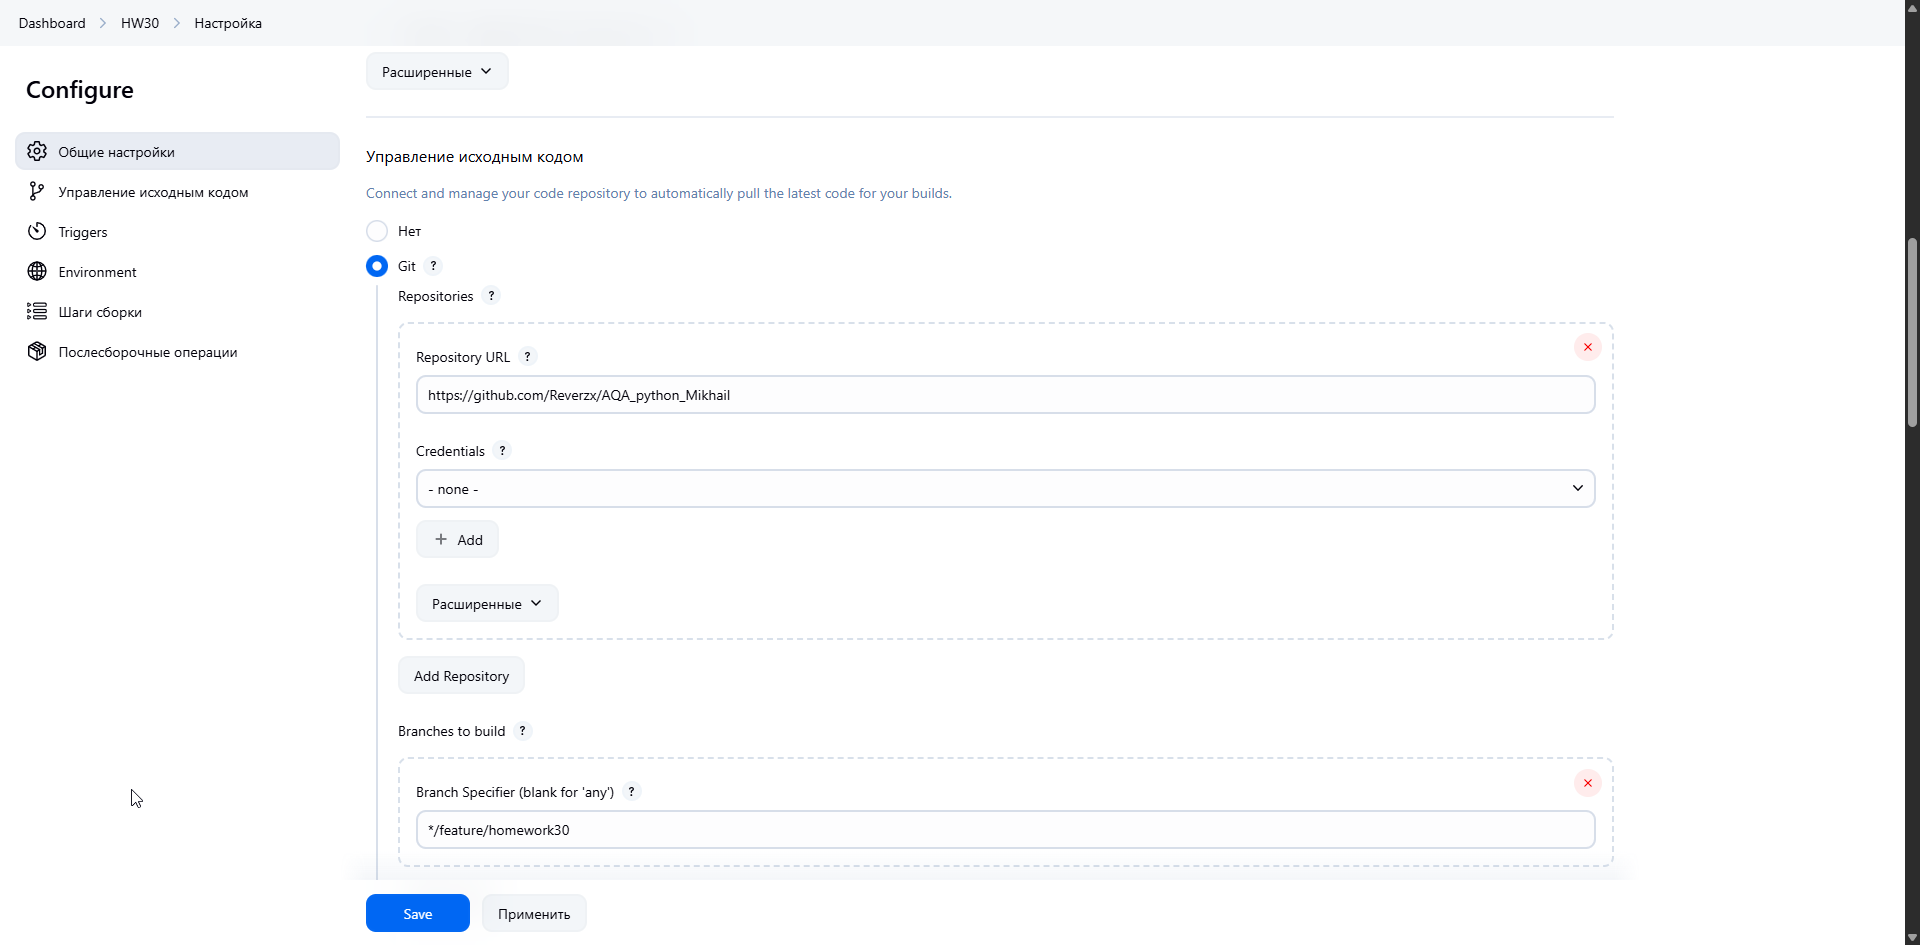 Dashboard > HW30 > Настройка
Configure
Общие настройки
Управление исходным кодом
Triggers
Environment
Шаги сборки
Послесборочные операции
Расширенные
Управление исходным кодом
Connect and manage your code repository to automatically pull the latest code for your builds.
Нет
Git ?
Repositories ?
Repository URL ?
https://github.com/Reverzx/AQA_python_Mikhail
Credentials ?
- none -
+ Add
Расширенные
Add Repository
Branches to build ?
Branch Specifier (blank for 'any') ?
*/feature/homework30
Save
Применить